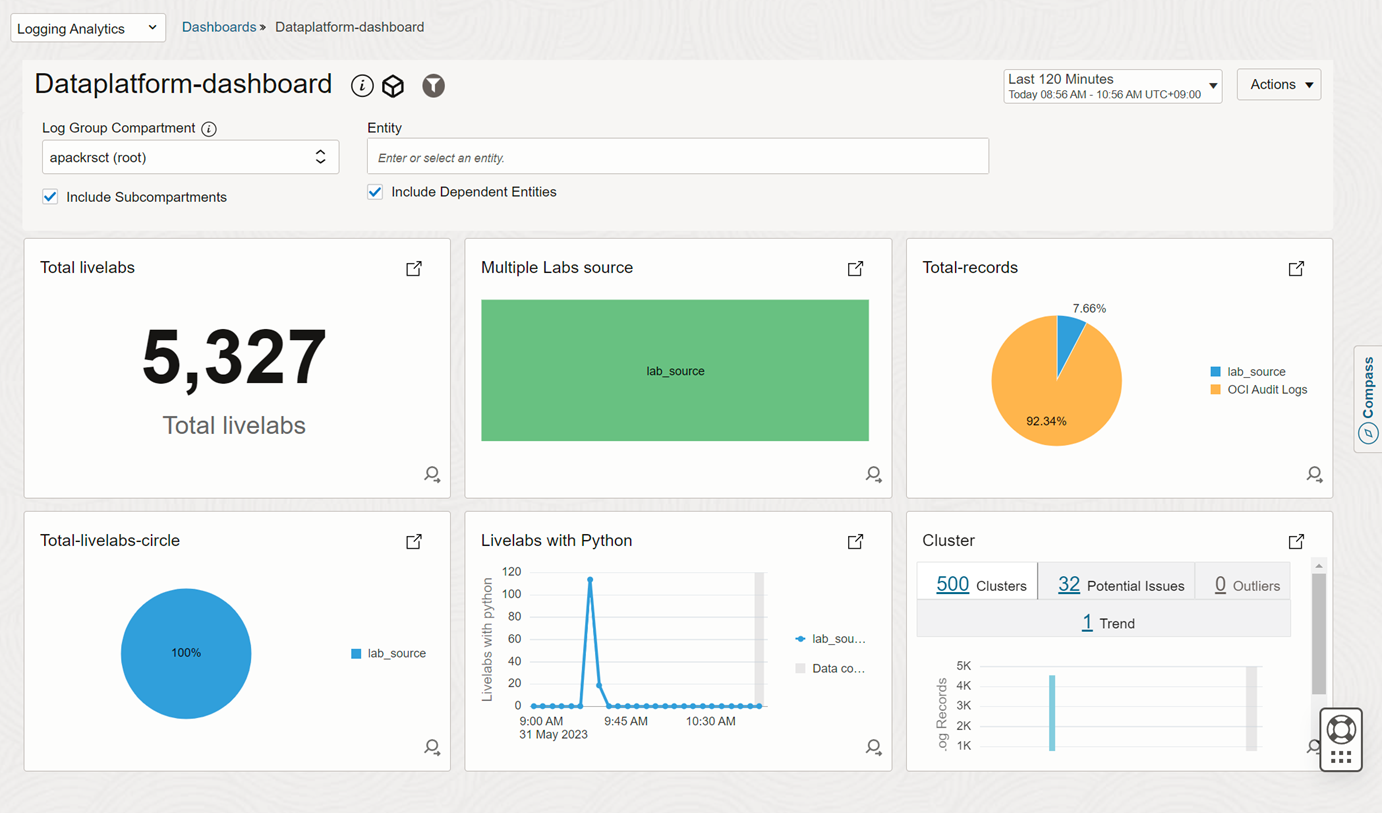 Logging Analytics
Dashboards » Dataplatform-dashboard
Dataplatform-dashboard
Last 120 Minutes
Today 08:56 AM - 10:56 AM UTC+09:00
Actions
Log Group Compartment
apackrsct (root)
Include Subcompartments
Entity
Enter or select an entity.
Include Dependent Entities
Total livelabs
5,327
Total livelabs
Multiple Labs source
lab_source
Total-records
7.66%
92.34%
lab_source
OCI Audit Logs
Compass
Total-livelabs-circle
100%
lab_source
Livelabs with Python
Livelabs with python
120
100
80
60
40
20
0
9:00 AM 9:45 AM 10:30 AM
31 May 2023
lab_sou...
Data co...
Cluster
500 Clusters 32 Potential Issues 0 Outliers
1 Trend
.og Records
5K
4K
3K
2K
1K